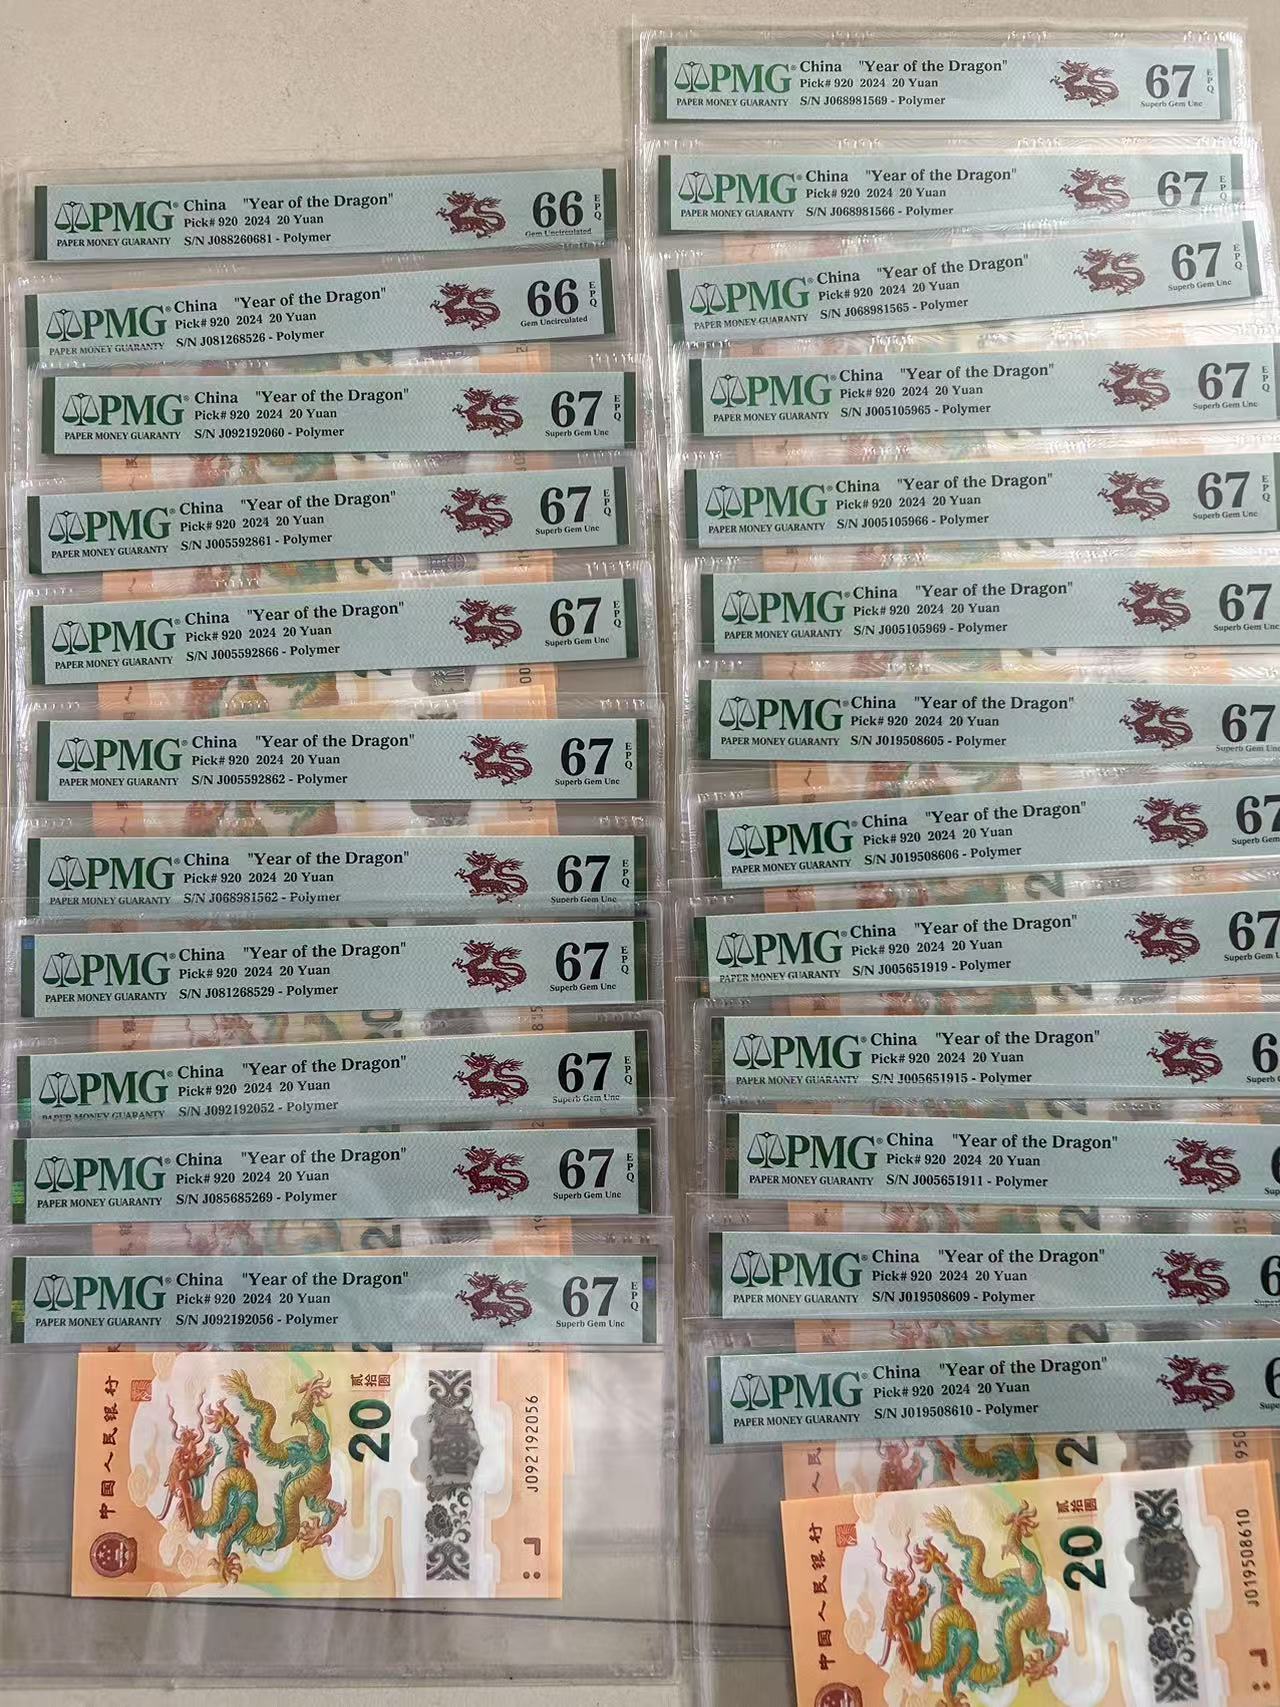 PMG China "Year of the Dragon"
Pick# 920 2024 20 Yuan
PAPER MONEY GUARANTY S/N J088260681 - Polymer
66 EPQ
Gem Uncirculated
PMG China "Year of the Dragon"
Pick# 920 2024 20 Yuan
PAPER MONEY GUARANTY S/N J081268526 - Polymer
66 EPQ
Gem Uncirculated
PMG China "Year of the Dragon"
Pick# 920 2024 20 Yuan
PAPER MONEY GUARANTY S/N J092192060 - Polymer
67 EPQ
Superb Gem Unc
PMG China "Year of the Dragon"
Pick# 920 2024 20 Yuan
PAPER MONEY GUARANTY S/N J005592861 - Polymer
67 EPQ
Superb Gem Unc
PMG China "Year of the Dragon"
Pick# 920 2024 20 Yuan
PAPER MONEY GUARANTY S/N J005592866 - Polymer
67 EPQ
Superb Gem Unc
PMG China "Year of the Dragon"
Pick# 920 2024 20 Yuan
PAPER MONEY GUARANTY S/N J005592862 - Polymer
67 EPQ
Superb Gem Unc
PMG China "Year of the Dragon"
Pick# 920 2024 20 Yuan
PAPER MONEY GUARANTY S/N J068981562 - Polymer
67 EPQ
Superb Gem Unc
PMG China "Year of the Dragon"
Pick# 920 2024 20 Yuan
PAPER MONEY GUARANTY S/N J081268529 - Polymer
67 EPQ
Superb Gem Unc
PMG China "Year of the Dragon"
Pick# 920 2024 20 Yuan
PAPER MONEY GUARANTY S/N J092192052 - Polymer
67 EPQ
Superb Gem Unc
PMG China "Year of the Dragon"
Pick# 920 2024 20 Yuan
PAPER MONEY GUARANTY S/N J085685269 - Polymer
67 EPQ
Superb Gem Unc
PMG China "Year of the Dragon"
Pick# 920 2024 20 Yuan
PAPER MONEY GUARANTY S/N J092192056 - Polymer
67 EPQ
Superb Gem Unc
中国人民银行
贰拾圆
20
J092192056
PMG China "Year of the Dragon"
Pick# 920 2024 20 Yuan
PAPER MONEY GUARANTY S/N J068981569 - Polymer
67 EPQ
Superb Gem Unc
PMG China "Year of the Dragon"
Pick# 920 2024 20 Yuan
PAPER MONEY GUARANTY S/N J068981566 - Polymer
67 EPQ
Superb Gem Unc
PMG China "Year of the Dragon"
Pick# 920 2024 20 Yuan
PAPER MONEY GUARANTY S/N J068981565 - Polymer
67 EPQ
Superb Gem Unc
PMG China "Year of the Dragon"
Pick# 920 2024 20 Yuan
PAPER MONEY GUARANTY S/N J005105965 - Polymer
67 EPQ
Superb Gem Unc
PMG China "Year of the Dragon"
Pick# 920 2024 20 Yuan
PAPER MONEY GUARANTY S/N J005105966 - Polymer
67 EPQ
Superb Gem Unc
PMG China "Year of the Dragon"
Pick# 920 2024 20 Yuan
PAPER MONEY GUARANTY S/N J005105969 - Polymer
67
Superb Gem Unc
PMG China "Year of the Dragon"
Pick# 920 2024 20 Yuan
PAPER MONEY GUARANTY S/N J019508605 - Polymer
67
Superb Gem Unc
PMG China "Year of the Dragon"
Pick# 920 2024 20 Yuan
PAPER MONEY GUARANTY S/N J019508606 - Polymer
67
Superb Gem
PMG China "Year of the Dragon"
Pick# 920 2024 20 Yuan
PAPER MONEY GUARANTY S/N J005651919 - Polymer
67
Superb Gem
PMG China "Year of the Dragon"
Pick# 920 2024 20 Yuan
PAPER MONEY GUARANTY S/N J005651915 - Polymer
6
Superb
PMG China "Year of the Dragon"
Pick# 920 2024 20 Yuan
PAPER MONEY GUARANTY S/N J005651911 - Polymer
PMG China "Year of the Dragon"
Pick# 920 2024 20 Yuan
PAPER MONEY GUARANTY S/N J019508609 - Polymer
6
PMG China "Year of the Dragon"
Pick# 920 2024 20 Yuan
PAPER MONEY GUARANTY S/N J019508610 - Polymer
6
中国人民银行
贰拾圆
20
J019508610